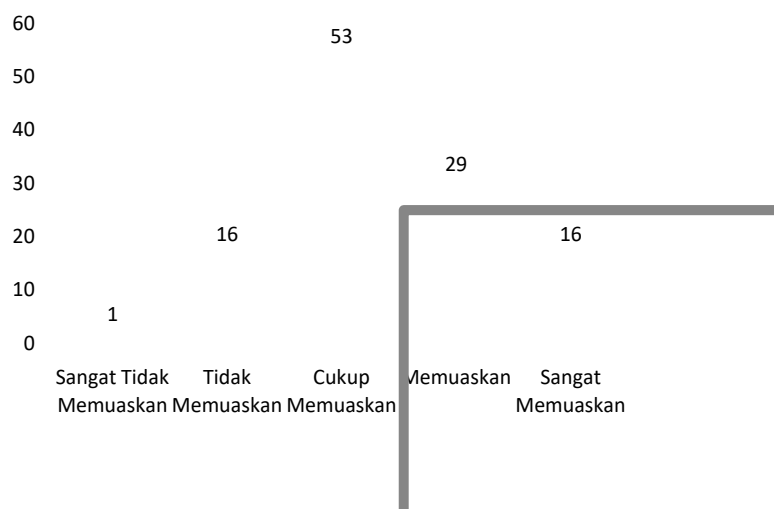 60
53
50
40
30
29
20
16
16
10
1
0
Sangat Tidak Memuaskan
Tidak Memuaskan
Cukup Memuaskan
Memuaskan
Sangat Memuaskan